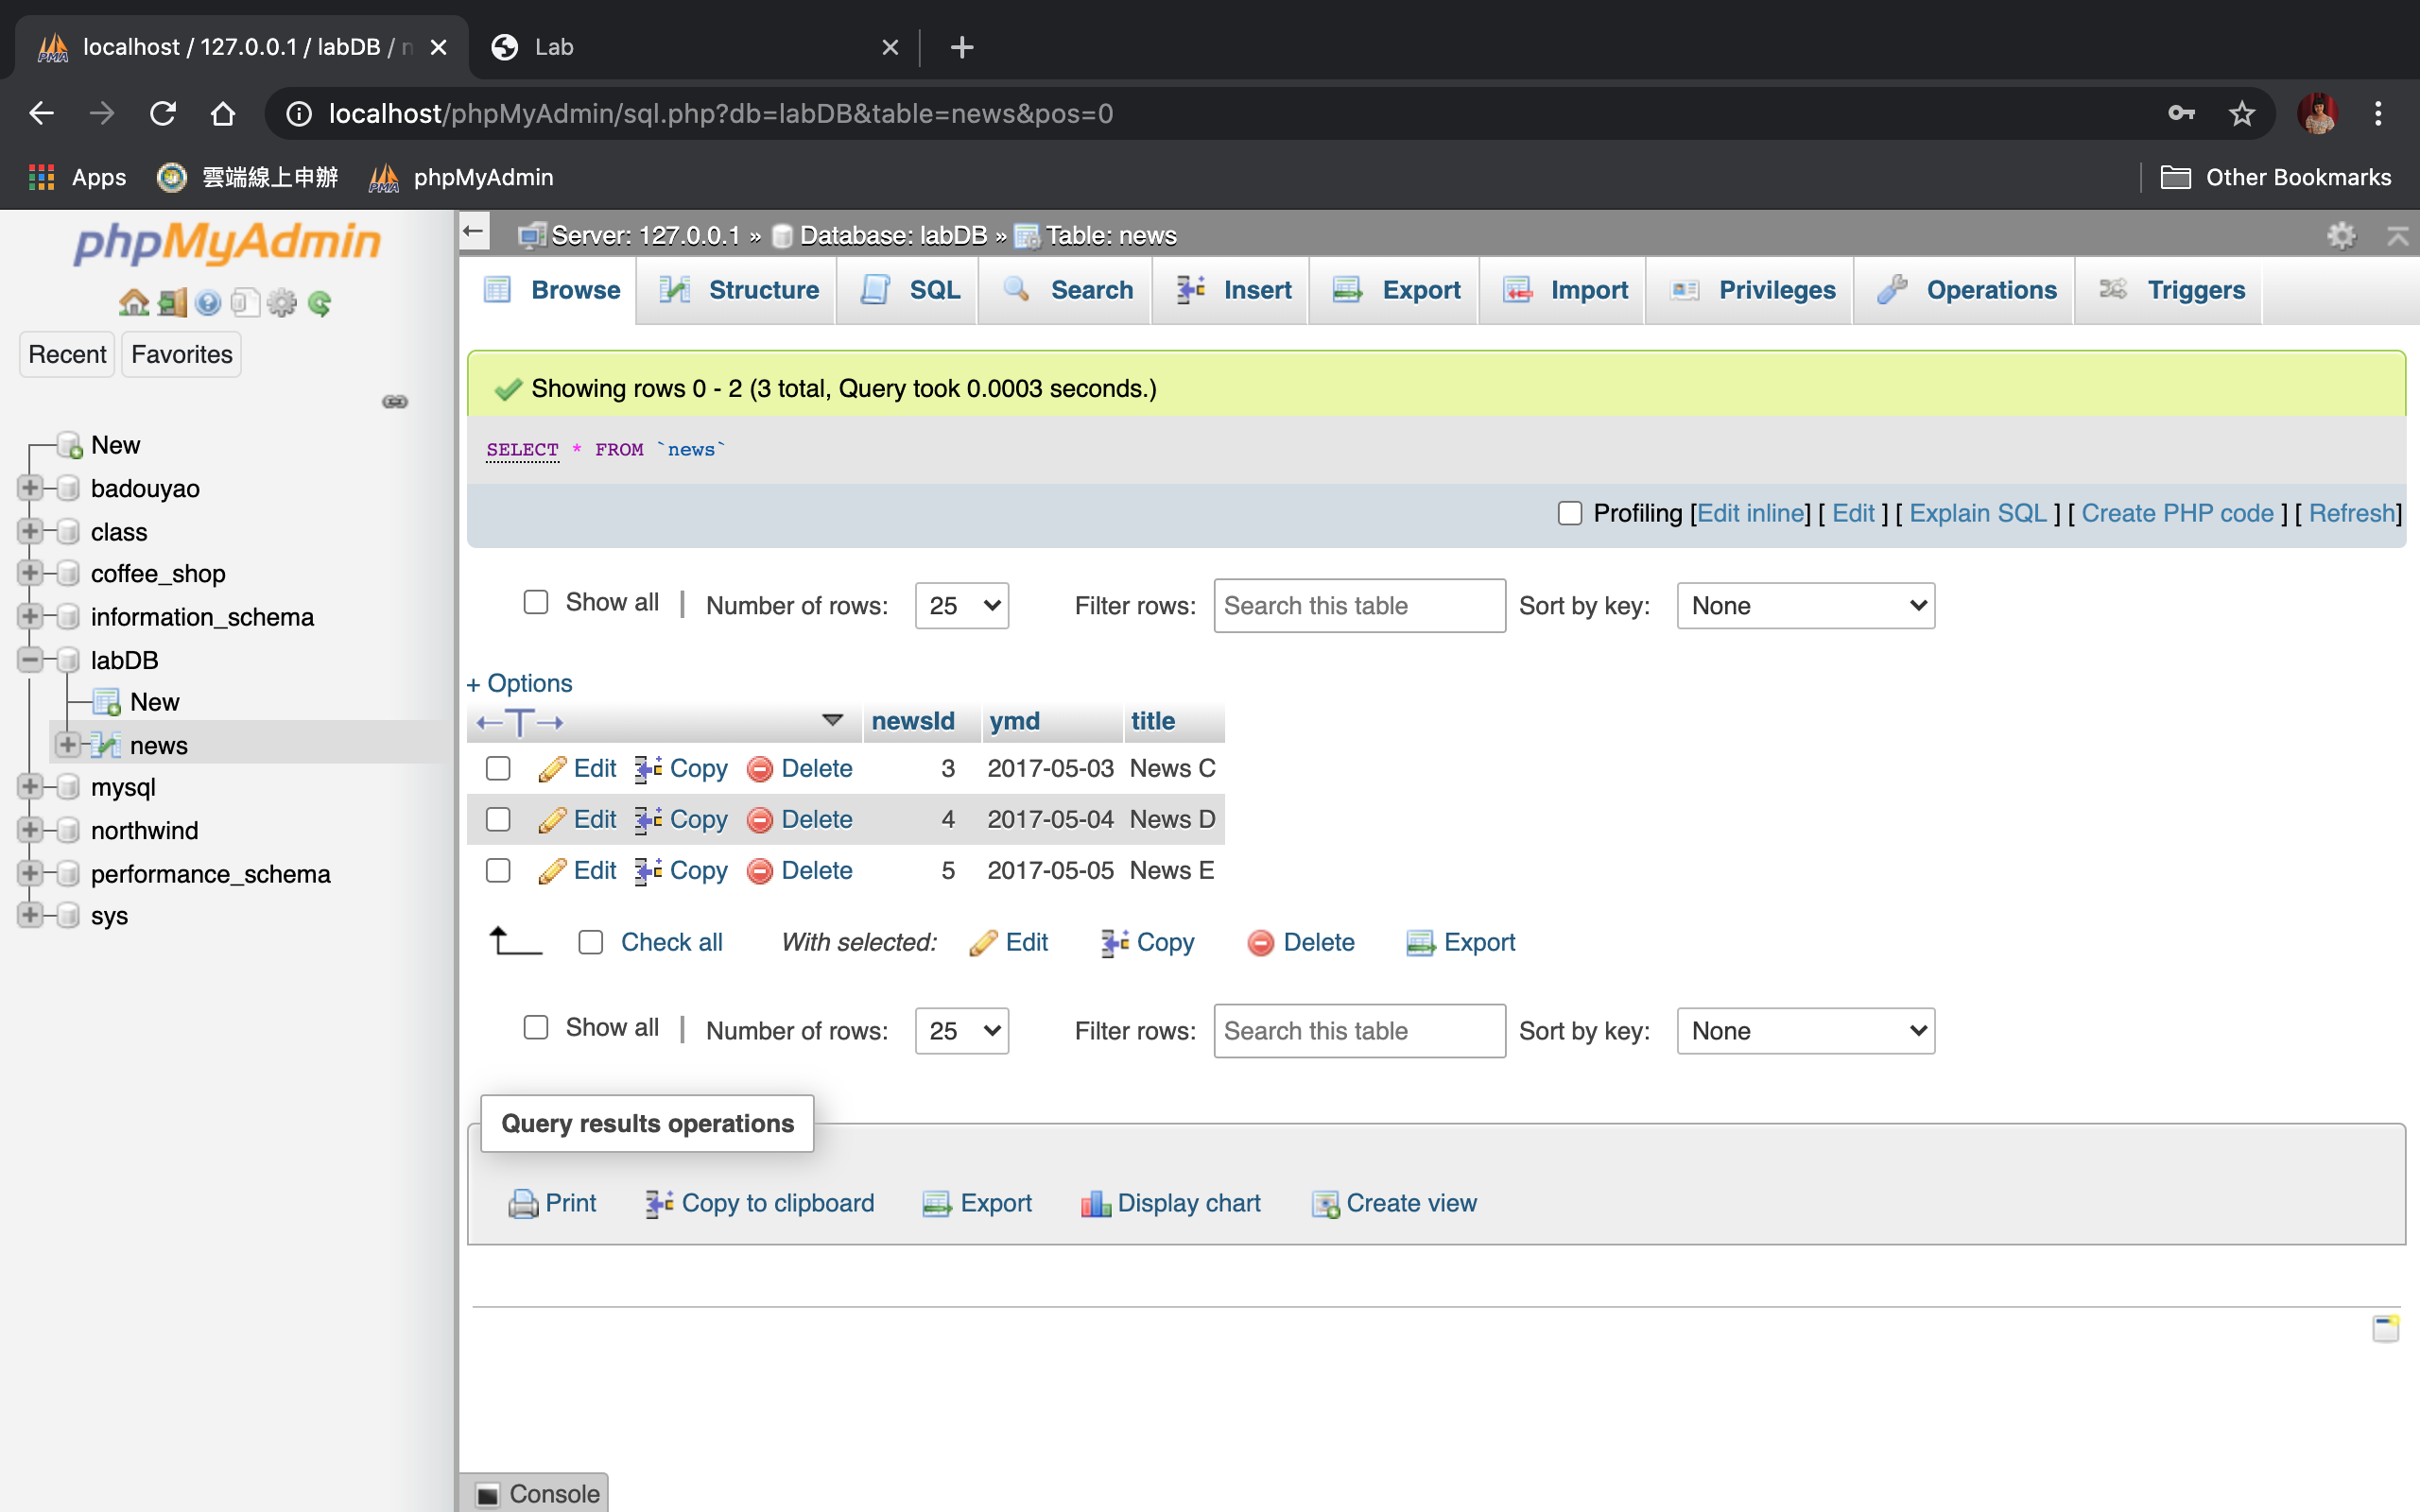 localhost / 127.0.0.1 / labDB / n
Lab
localhost/phpMyAdmin/sql.php?db=labDB&table=news&pos=0
Apps
雲端線上申辦
phpMyAdmin
Other Bookmarks
phpMyAdmin
Recent Favorites
New
badouyao
class
coffee_shop
information_schema
labDB
New
news
mysql
northwind
performance_schema
sys
Server: 127.0.0.1 » Database: labDB » Table: news
Browse Structure SQL Search Insert Export Import Privileges Operations Triggers
Showing rows 0 - 2 (3 total, Query took 0.0003 seconds.)
SELECT * FROM `news`
Profiling [Edit inline] [ Edit ] [ Explain SQL ] [ Create PHP code ] [ Refresh]
Show all | Number of rows: 25 Filter rows: Search this table Sort by key: None
+ Options
←T→ newsId ymd title
Edit Copy Delete 3 2017-05-03 News C
Edit Copy Delete 4 2017-05-04 News D
Edit Copy Delete 5 2017-05-05 News E
Check all With selected: Edit Copy Delete Export
Show all | Number of rows: 25 Filter rows: Search this table Sort by key: None
Query results operations
Print Copy to clipboard Export Display chart Create view
Console